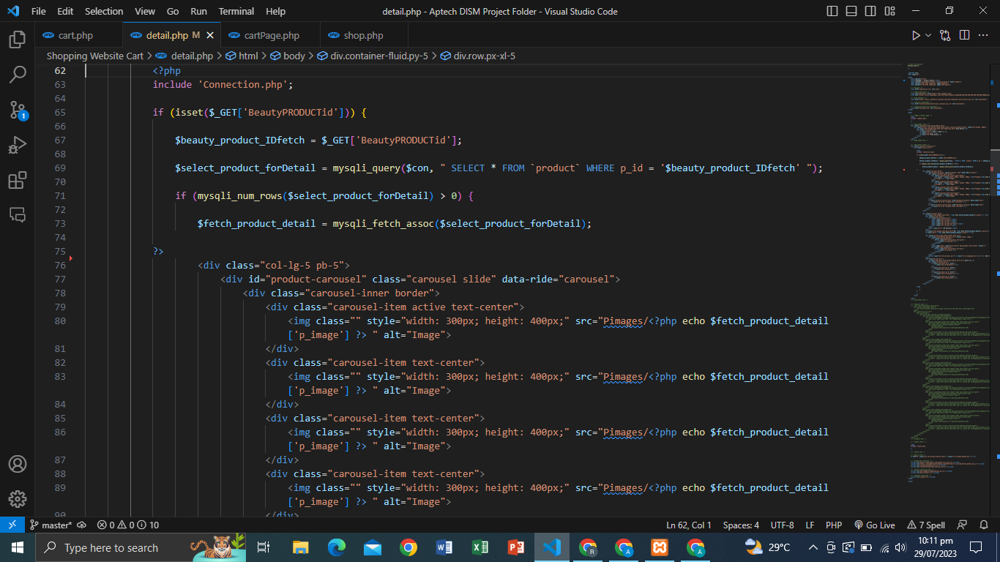 File Edit Selection View Go Run Terminal Help detail.php - Aptech DISM Project Folder - Visual Studio Code
cart.php detail.php M cartPage.php shop.php
Shopping Website Cart > detail.php > html > body > div.container-fluid.py-5 > div.row.px-xl-5
62 <?php
63 include 'Connection.php';
64
65 if (isset($_GET['BeautyPRODUCTid'])) {
66
67 $beauty_product_IDfetch = $_GET['BeautyPRODUCTid'];
68
69 $select_product_forDetail = mysqli_query($con, " SELECT * FROM `product` WHERE p_id = '$beauty_product_IDfetch' ");
70
71 if (mysqli_num_rows($select_product_forDetail) > 0) {
72
73 $fetch_product_detail = mysqli_fetch_assoc($select_product_forDetail);
74
75 ?>
76 <div class="col-lg-5 pb-5">
77 <div id="product-carousel" class="carousel slide" data-ride="carousel">
78 <div class="carousel-inner border">
79 <div class="carousel-item active text-center">
80 <img class="" style="width: 300px; height: 400px;" src="Pimages/<?php echo $fetch_product_detail
['p_image'] ?> " alt="Image">
81 </div>
82 <div class="carousel-item text-center">
83 <img class="" style="width: 300px; height: 400px;" src="Pimages/<?php echo $fetch_product_detail
['p_image'] ?> " alt="Image">
84 </div>
85 <div class="carousel-item text-center">
86 <img class="" style="width: 300px; height: 400px;" src="Pimages/<?php echo $fetch_product_detail
['p_image'] ?> " alt="Image">
87 </div>
88 <div class="carousel-item text-center">
89 <img class="" style="width: 300px; height: 400px;" src="Pimages/<?php echo $fetch_product_detail
['p_image'] ?> " alt="Image">
90 </div>
master* 0 0 10 Ln 62, Col 1 Spaces: 4 UTF-8 LF PHP Go Live 7 Spell
Type here to search 29°C 10:11 pm
29/07/2023